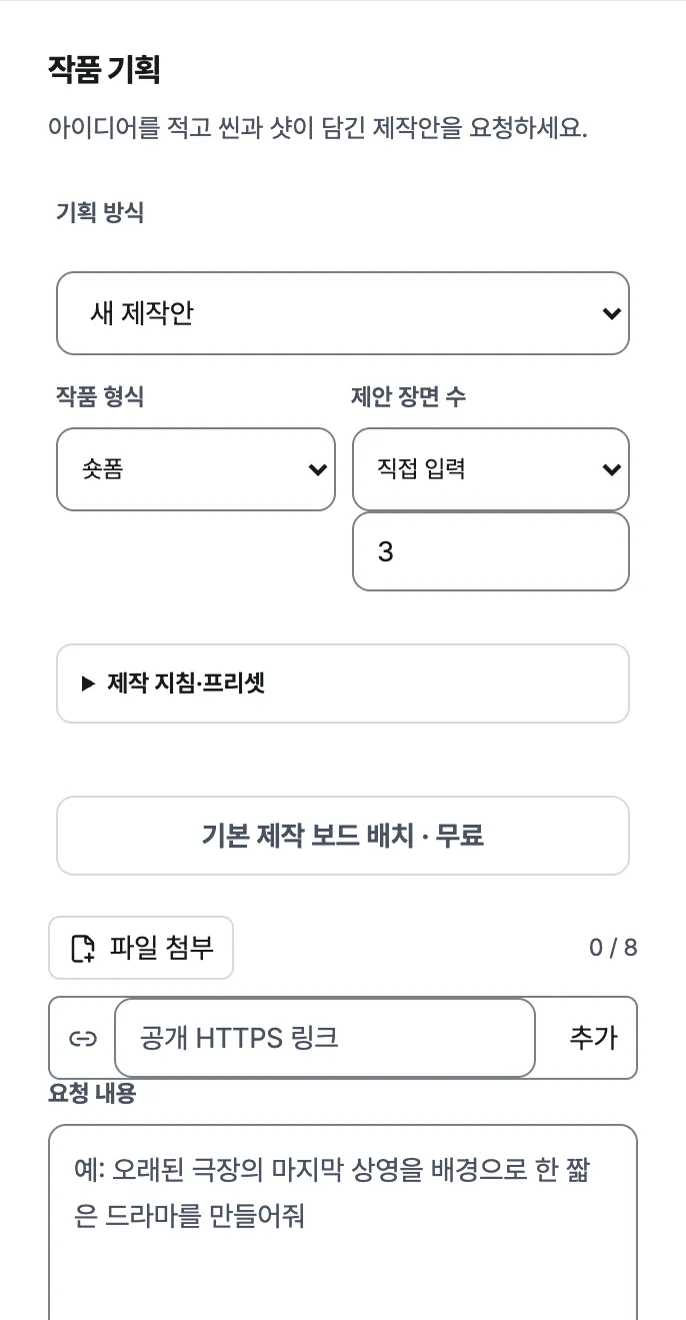 작품 기획
아이디어를 적고 씬과 샷이 담긴 제작안을 요청하세요.
기획 방식
새 제작안
작품 형식
제안 장면 수
숏폼
직접 입력
3
▶ 제작 지침·프리셋
기본 제작 보드 배치 · 무료
파일 첨부
0 / 8
공개 HTTPS 링크
추가
요청 내용
예: 오래된 극장의 마지막 상영을 배경으로 한 짧
은 드라마를 만들어줘